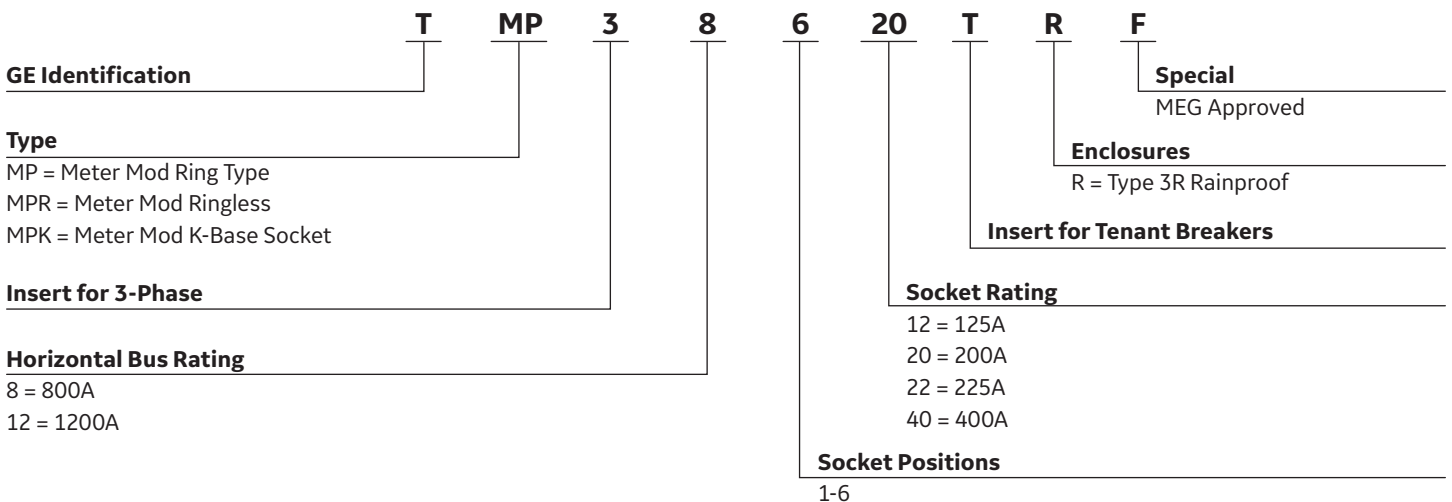 T MP 3 8 6 20 T R F
GE Identification
Type
MP = Meter Mod Ring Type
MPR = Meter Mod Ringless
MPK = Meter Mod K-Base Socket
Insert for 3-Phase
Horizontal Bus Rating
8 = 800A
12 = 1200A
Special
MEG Approved
Enclosures
R = Type 3R Rainproof
Insert for Tenant Breakers
Socket Rating
12 = 125A
20 = 200A
22 = 225A
40 = 400A
Socket Positions
1-6